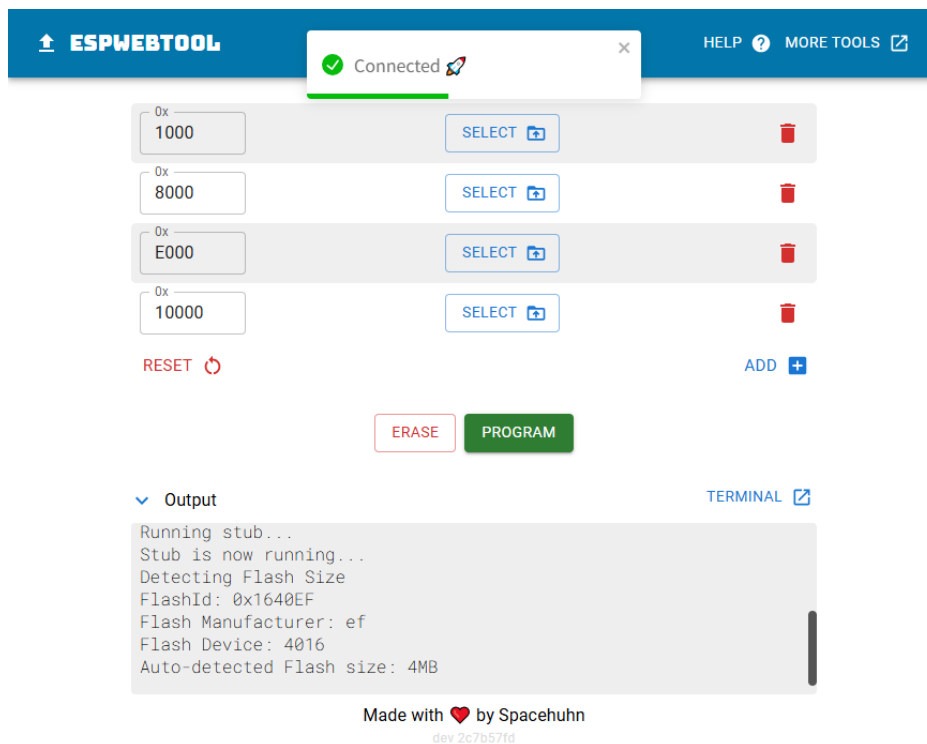 ESPWEBTOOL
Connected 🚀
HELP
MORE TOOLS
0x
1000
SELECT
0x
8000
SELECT
0x
E000
SELECT
0x
10000
SELECT
RESET
ADD
ERASE
PROGRAM
Output
TERMINAL
Running stub...
Stub is now running...
Detecting Flash Size
FlashId: 0x1640EF
Flash Manufacturer: ef
Flash Device: 4016
Auto-detected Flash size: 4MB
Made with ❤️ by Spacehuhn
dev 2c7b57fd